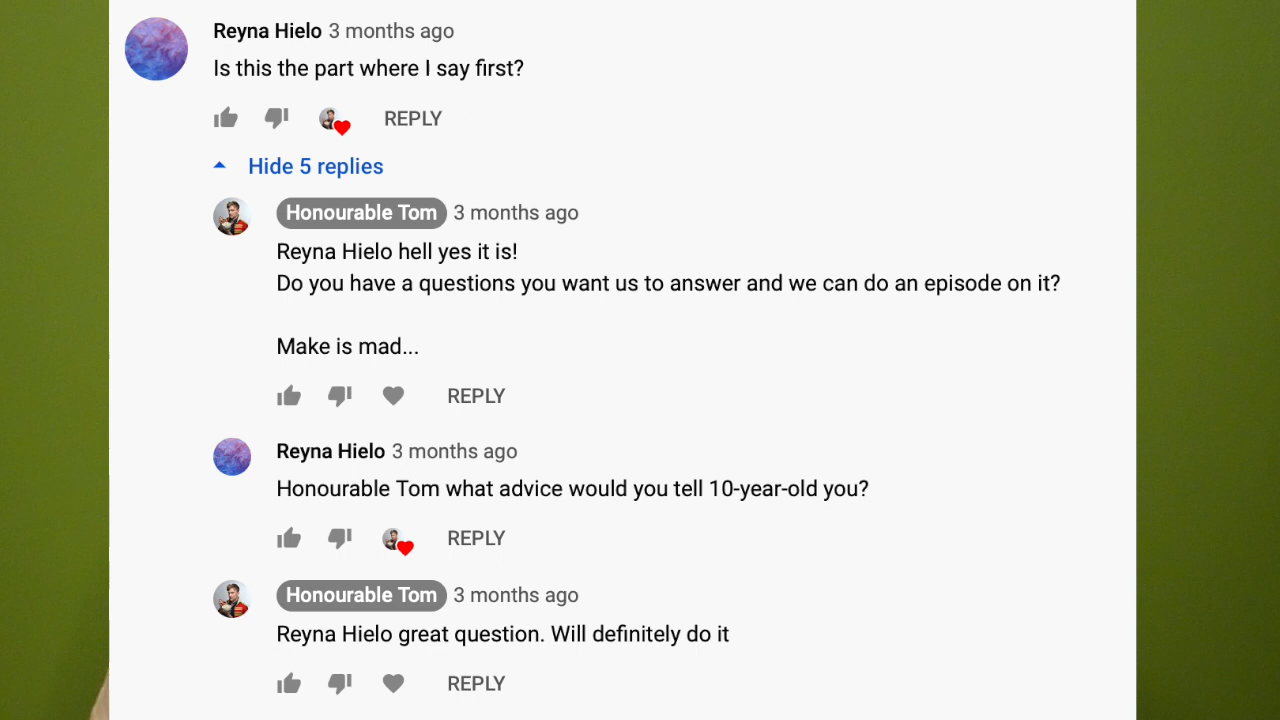 Reyna Hielo 3 months ago
Is this the part where I say first?
REPLY
Hide 5 replies
Honourable Tom 3 months ago
Reyna Hielo hell yes it is!
Do you have a questions you want us to answer and we can do an episode on it?
Make is mad...
REPLY
Reyna Hielo 3 months ago
Honourable Tom what advice would you tell 10-year-old you?
REPLY
Honourable Tom 3 months ago
Reyna Hielo great question. Will definitely do it
REPLY